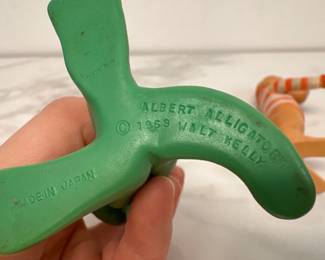 ALBERT ALLIGATOR
© 1969 WALT KELLY
MADE IN JAPAN